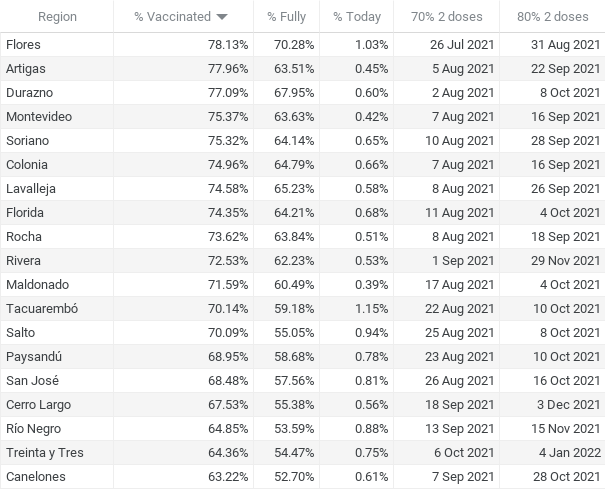 Region % Vaccinated % Fully % Today 70% 2 doses 80% 2 doses
Flores 78.13% 70.28% 1.03% 26 Jul 2021 31 Aug 2021
Artigas 77.96% 63.51% 0.45% 5 Aug 2021 22 Sep 2021
Durazno 77.09% 67.95% 0.60% 2 Aug 2021 8 Oct 2021
Montevideo 75.37% 63.63% 0.42% 7 Aug 2021 16 Sep 2021
Soriano 75.32% 64.14% 0.65% 10 Aug 2021 28 Sep 2021
Colonia 74.96% 64.79% 0.66% 7 Aug 2021 16 Sep 2021
Lavalleja 74.58% 65.23% 0.58% 8 Aug 2021 26 Sep 2021
Florida 74.35% 64.21% 0.68% 11 Aug 2021 4 Oct 2021
Rocha 73.62% 63.84% 0.51% 8 Aug 2021 18 Sep 2021
Rivera 72.53% 62.23% 0.53% 1 Sep 2021 29 Nov 2021
Maldonado 71.59% 60.49% 0.39% 17 Aug 2021 4 Oct 2021
Tacuarembó 70.14% 59.18% 1.15% 22 Aug 2021 10 Oct 2021
Salto 70.09% 55.05% 0.94% 25 Aug 2021 8 Oct 2021
Paysandú 68.95% 58.68% 0.78% 23 Aug 2021 10 Oct 2021
San José 68.48% 57.56% 0.81% 26 Aug 2021 16 Oct 2021
Cerro Largo 67.53% 55.38% 0.56% 18 Sep 2021 3 Dec 2021
Río Negro 64.85% 53.59% 0.88% 13 Sep 2021 15 Nov 2021
Treinta y Tres 64.36% 54.47% 0.75% 6 Oct 2021 4 Jan 2022
Canelones 63.22% 52.70% 0.61% 7 Sep 2021 28 Oct 2021